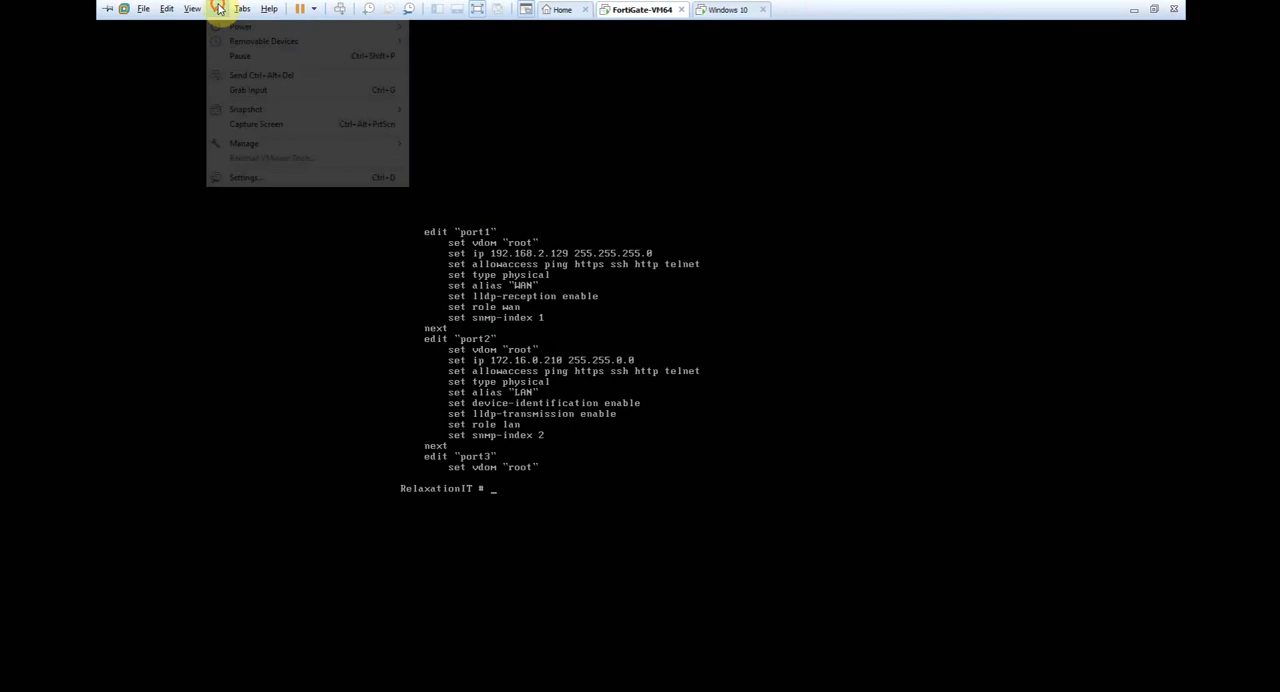 File Edit View Tabs Help Home FortiGate-VM64 Windows 10
Power
Removable Devices
Pause Ctrl+Shift+P
Send Ctrl+Alt+Del
Grab Input Ctrl+G
Snapshot
Capture Screen Ctrl+Alt+PrtScn
Manage
Settings... Ctrl+D
edit "port1"
set vdom "root"
set ip 192.168.2.129 255.255.255.0
set allowaccess ping https ssh http telnet
set type physical
set alias "WAN"
set lldp-reception enable
set role wan
set snmp-index 1
next
edit "port2"
set vdom "root"
set ip 172.16.0.210 255.255.0.0
set allowaccess ping https ssh http telnet
set type physical
set alias "LAN"
set device-identification enable
set lldp-transmission enable
set role lan
set snmp-index 2
next
edit "port3"
set vdom "root"
RelaxationIT # _